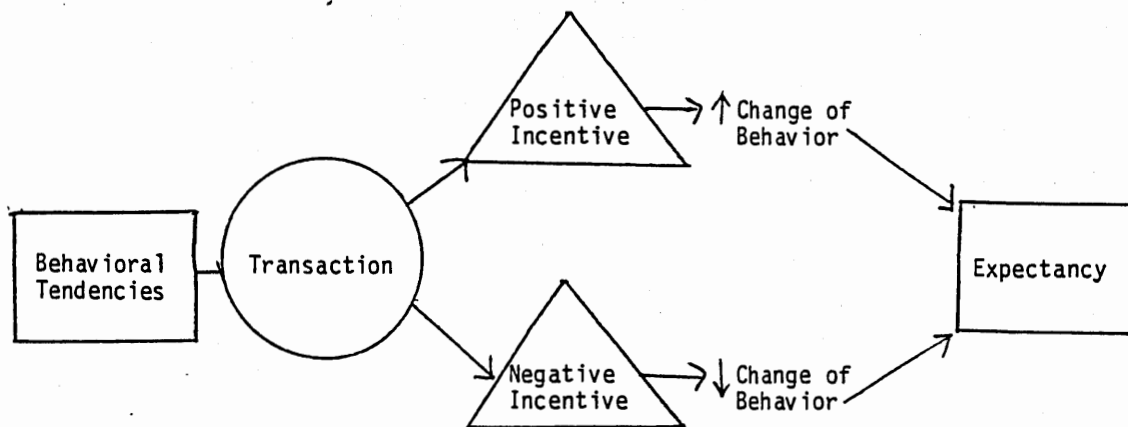 Positive
Incentive
↑ Change of
Behavior
Behavioral
Tendencies
Transaction
Expectancy
Negative
Incentive
↓ Change of
Behavior